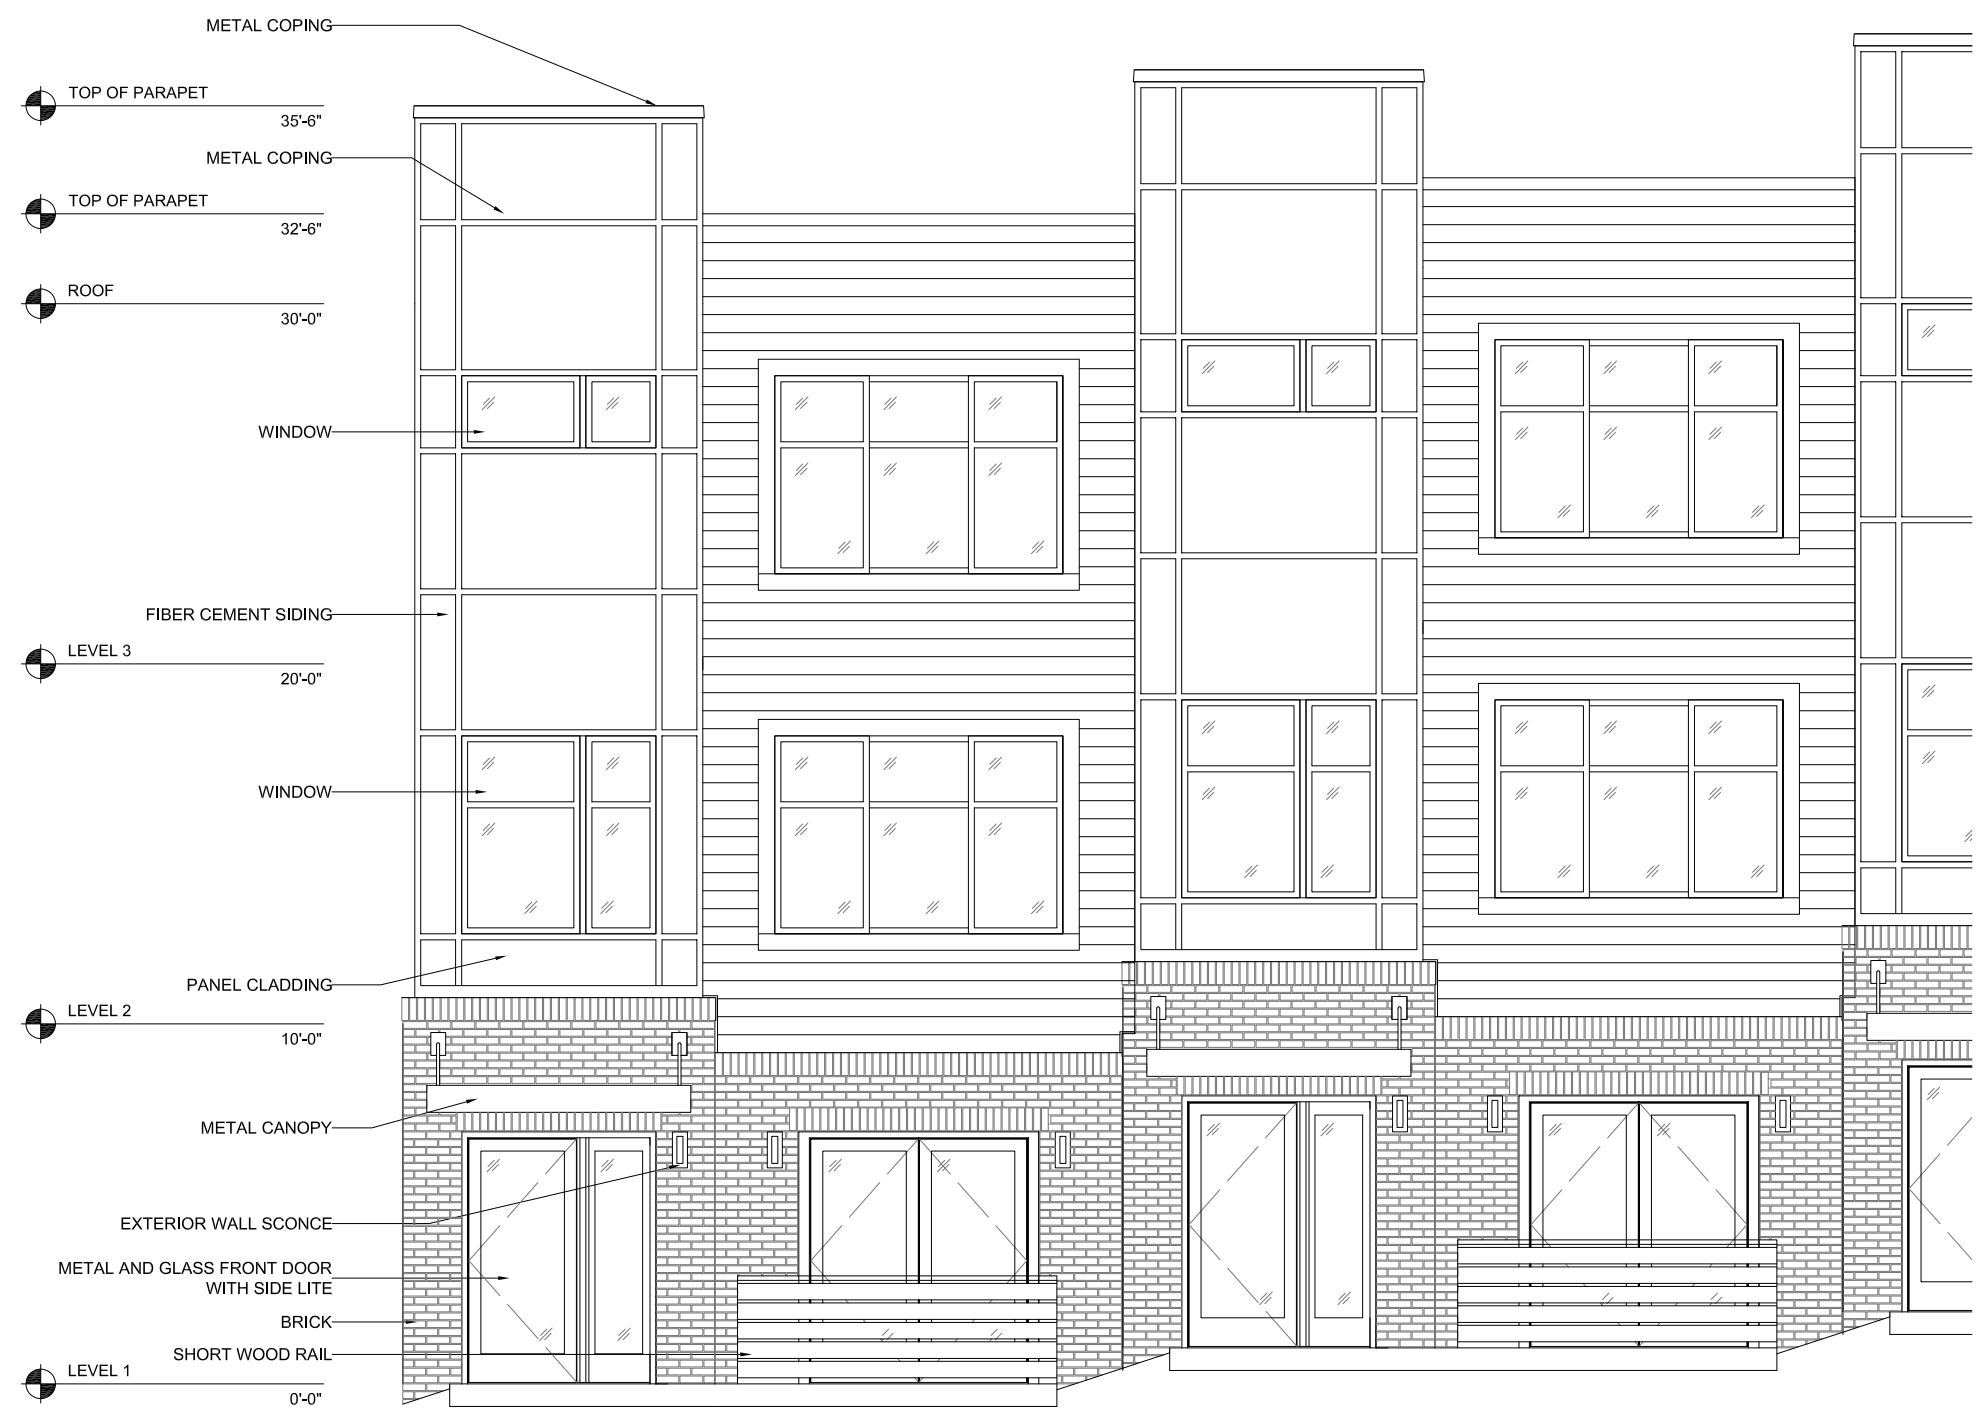 METAL COPING
TOP OF PARAPET
35'-6"
METAL COPING
TOP OF PARAPET
32'-6"
ROOF
30'-0"
WINDOW
FIBER CEMENT SIDING
LEVEL 3
20'-0"
WINDOW
PANEL CLADDING
LEVEL 2
10'-0"
METAL CANOPY
EXTERIOR WALL SCONCE
METAL AND GLASS FRONT DOOR
WITH SIDE LITE
BRICK
SHORT WOOD RAIL
LEVEL 1
0'-0"